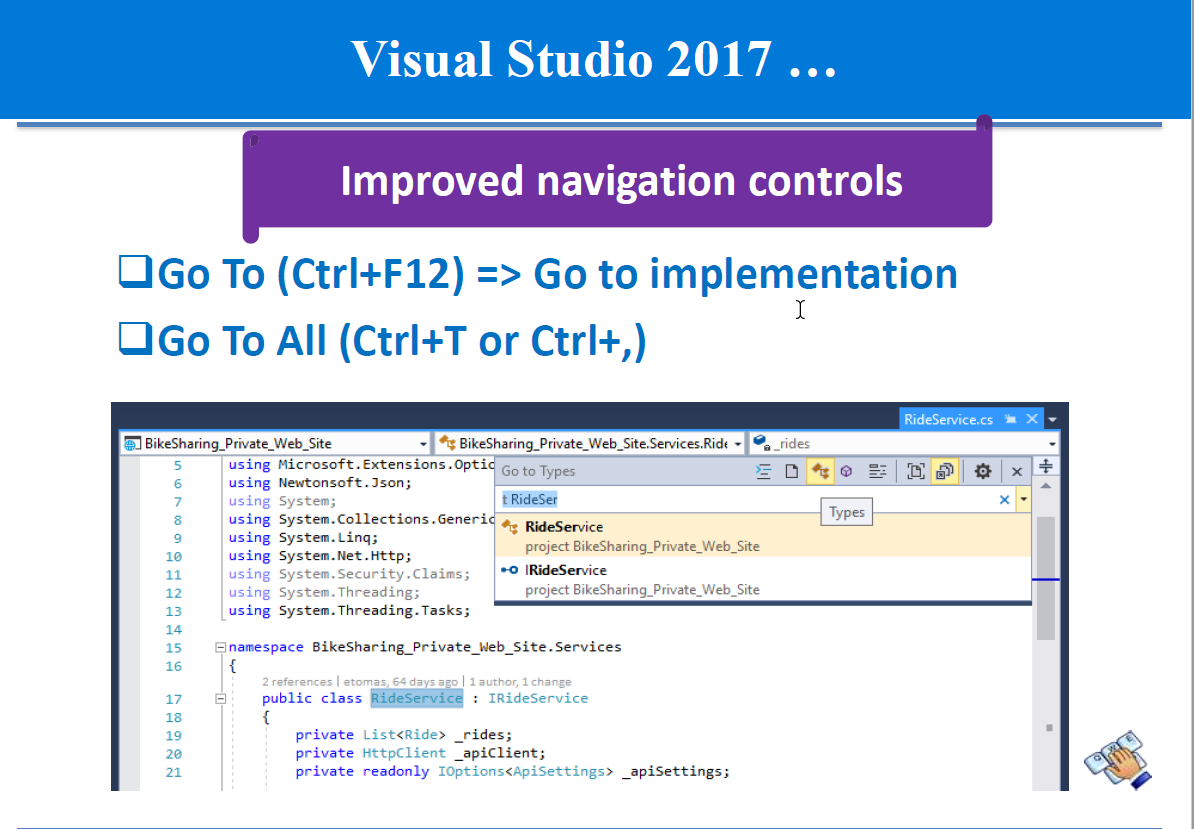 Visual Studio 2017 …
Improved navigation controls
❑Go To (Ctrl+F12) => Go to implementation
❑Go To All (Ctrl+T or Ctrl+,)
RideService.cs
BikeSharing_Private_Web_Site
BikeSharing_Private_Web_Site.Services.Ride
_rides
Go to Types
t RideSer
Types
RideService
project BikeSharing_Private_Web_Site
IRideService
project BikeSharing_Private_Web_Site
5 using Microsoft.Extensions.Optic
6 using Newtonsoft.Json;
7 using System;
8 using System.Collections.Generic
9 using System.Linq;
10 using System.Net.Http;
11 using System.Security.Claims;
12 using System.Threading;
13 using System.Threading.Tasks;
14
15 namespace BikeSharing_Private_Web_Site.Services
16 {
2 references | etomas, 64 days ago | 1 author, 1 change
17 public class RideService : IRideService
18 {
19 private List<Ride> _rides;
20 private HttpClient _apiClient;
21 private readonly IOptions<ApiSettings> _apiSettings;